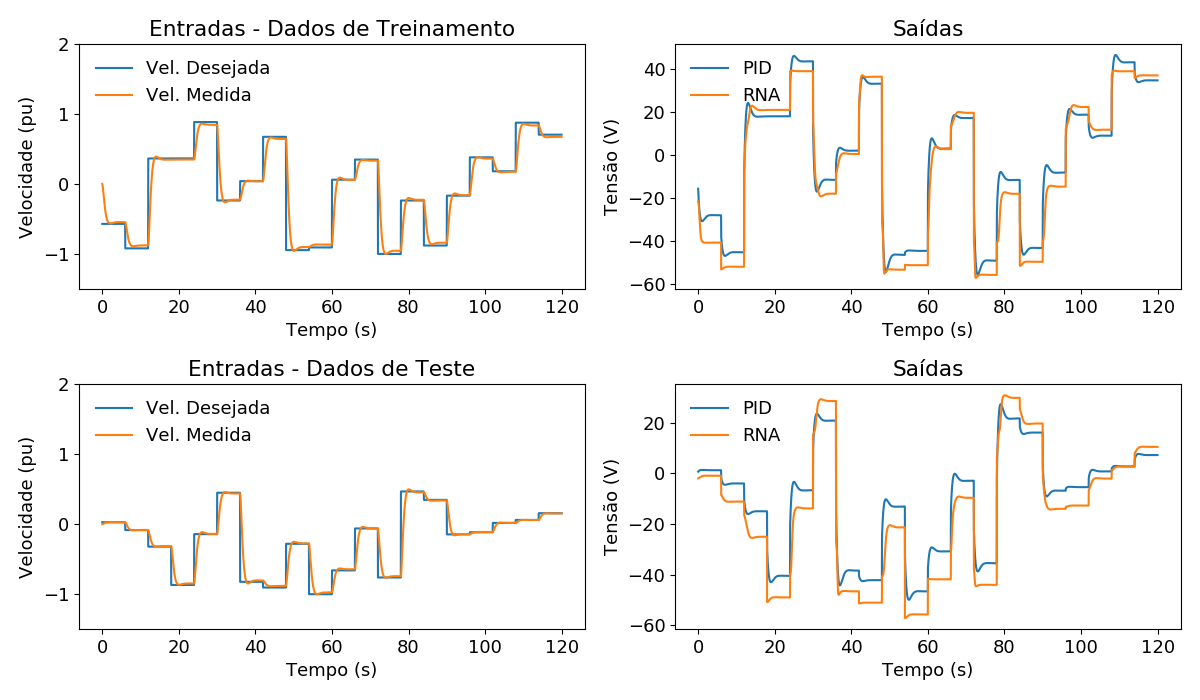 Entradas - Dados de Treinamento
2
1
0
−1
Velocidade (pu)
Vel. Desejada
Vel. Medida
0 20 40 60 80 100 120
Tempo (s)
Saídas
40
20
0
−20
−40
−60
Tensão (V)
PID
RNA
0 20 40 60 80 100 120
Tempo (s)
Entradas - Dados de Teste
2
1
0
−1
Velocidade (pu)
Vel. Desejada
Vel. Medida
0 20 40 60 80 100 120
Tempo (s)
Saídas
20
0
−20
−40
−60
Tensão (V)
PID
RNA
0 20 40 60 80 100 120
Tempo (s)